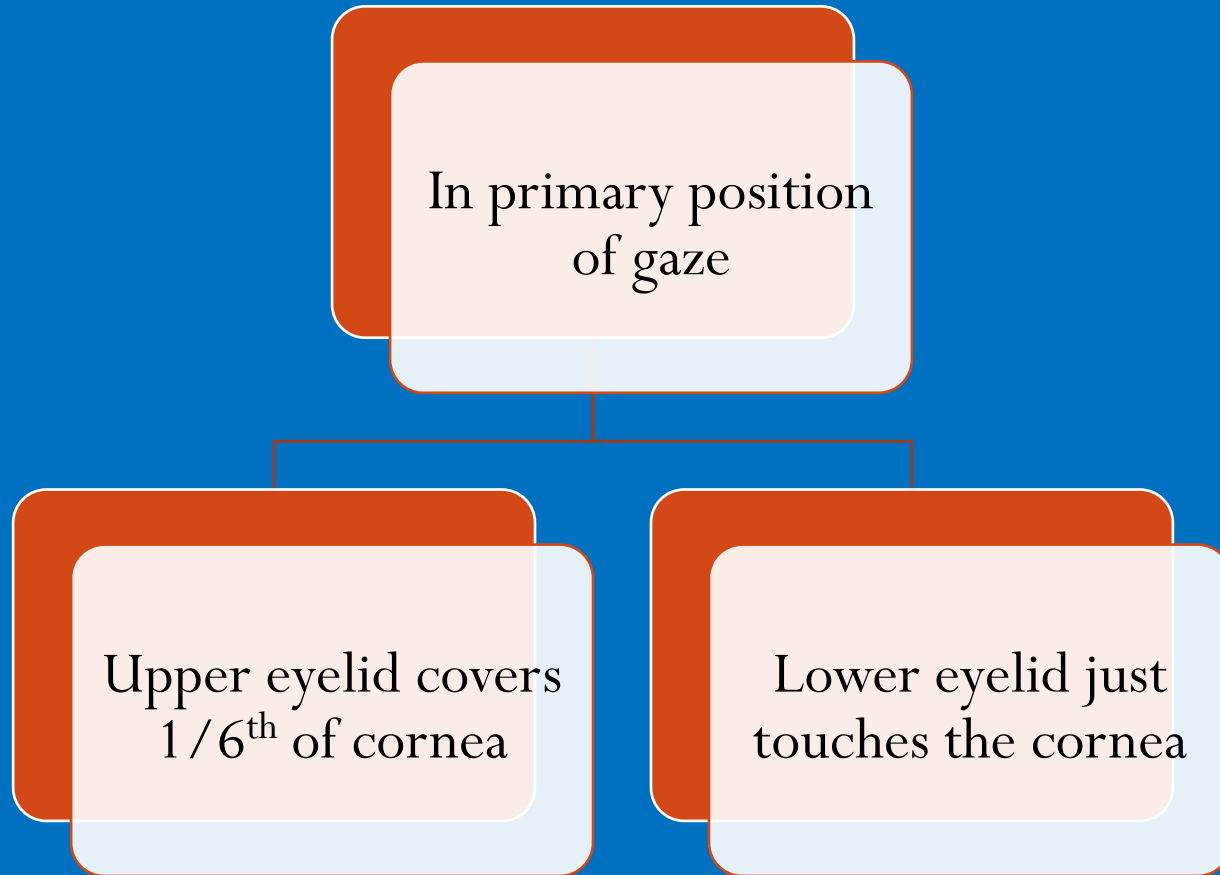 In primary position
of gaze
Upper eyelid covers
1/6th of cornea
Lower eyelid just
touches the cornea